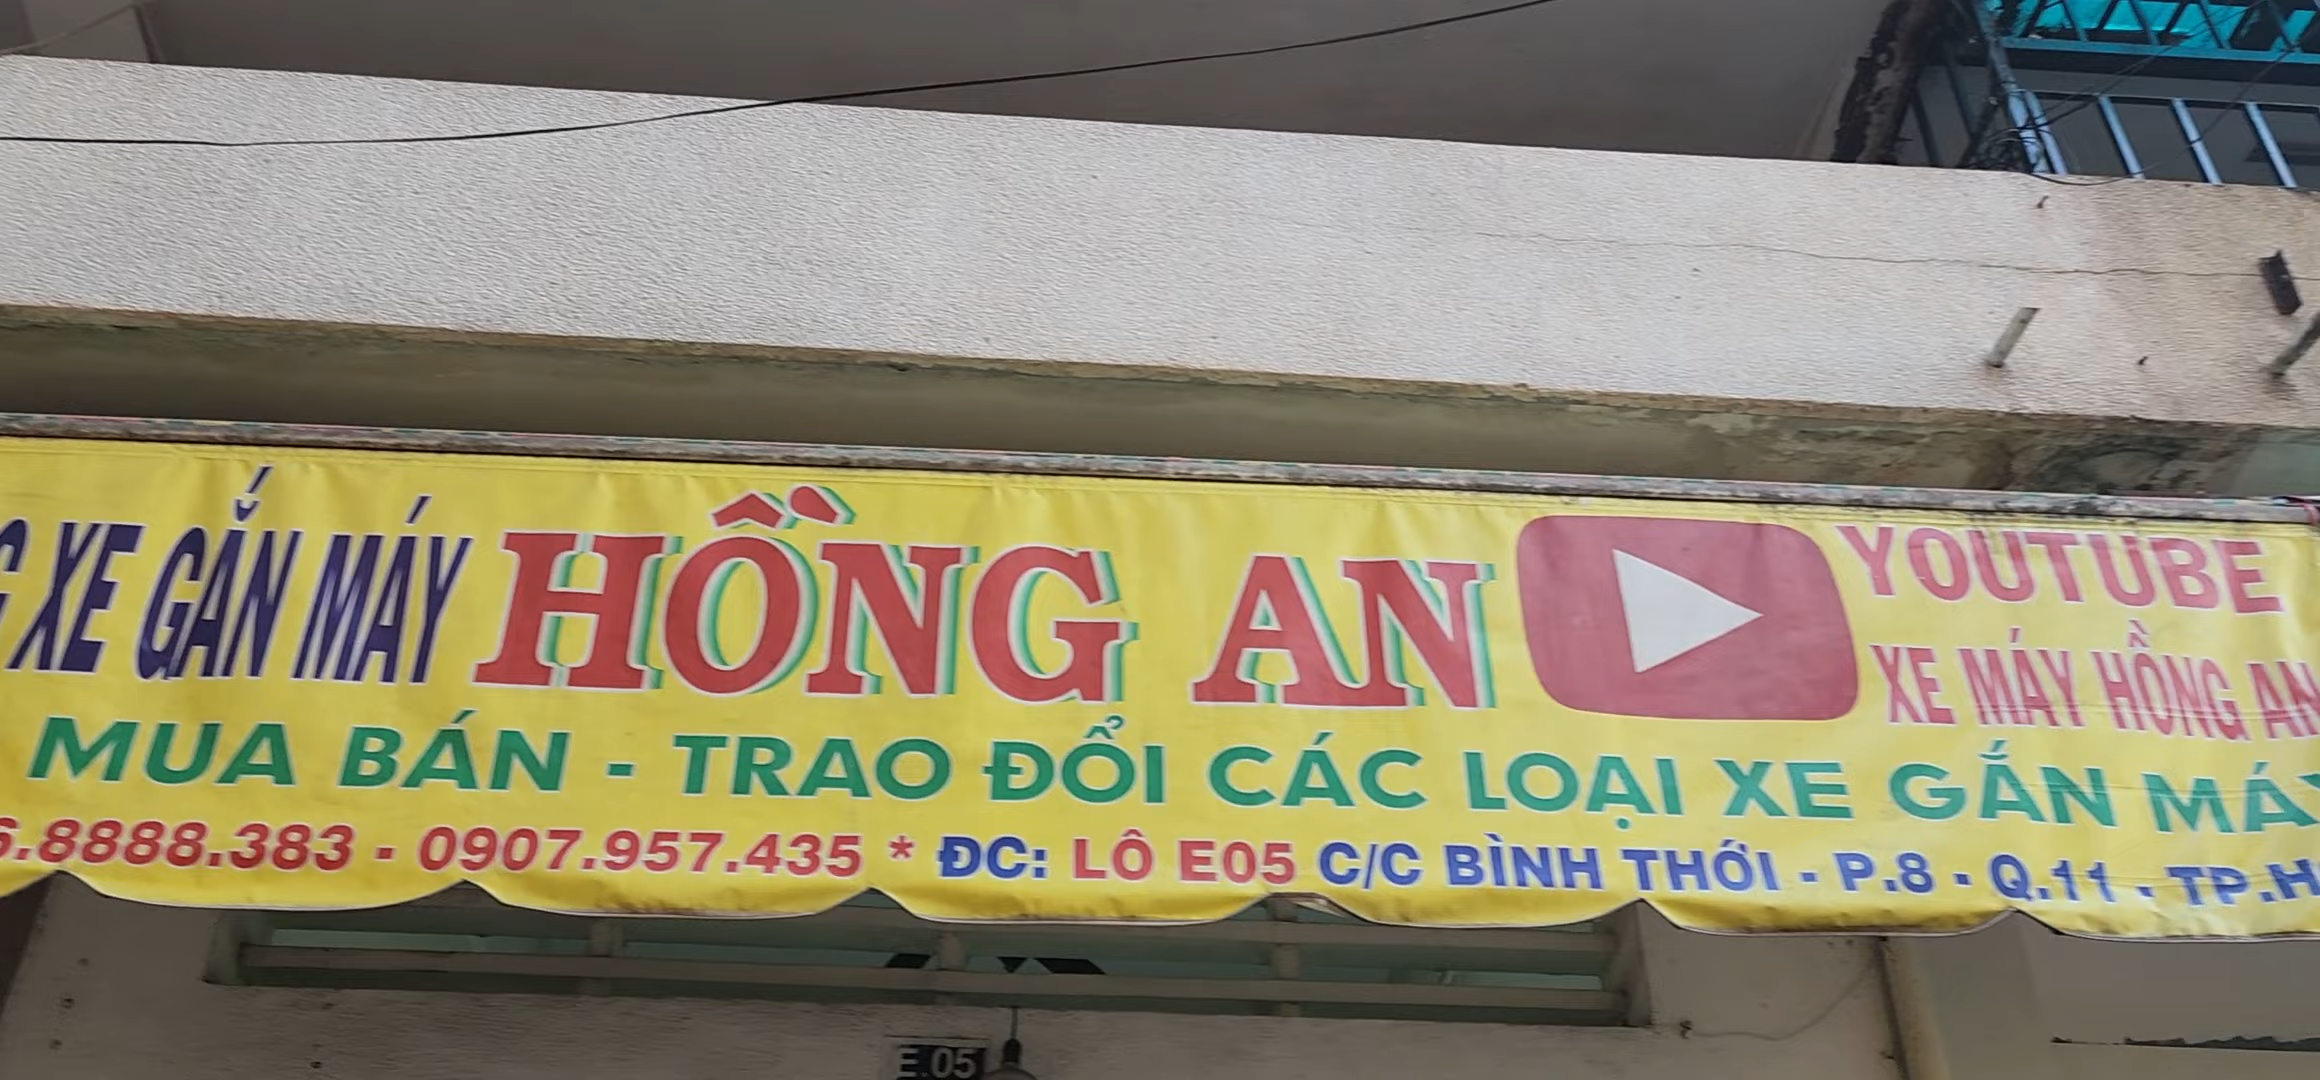 XE GẮN MÁY HỒNG AN
YOUTUBE
XE MÁY HỒNG AN
MUA BÁN - TRAO ĐỔI CÁC LOẠI XE GẮN MÁY
6.8888.383 - 0907.957.435 * ĐC: LÔ E05 C/C BÌNH THỚI - P.8 - Q.11 - TP.H
E.05